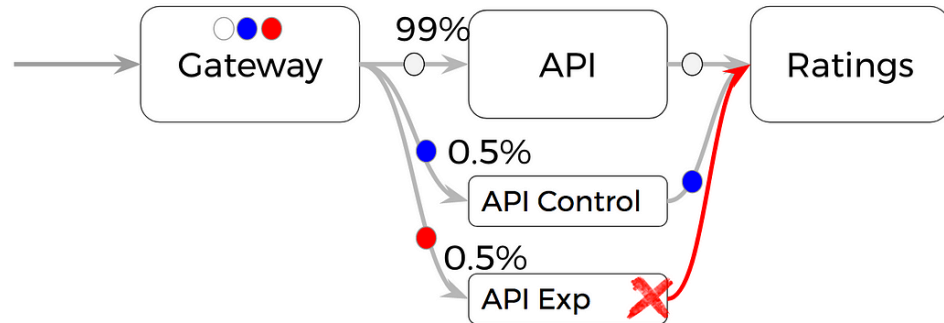 99%
Gateway
API
Ratings
0.5%
API Control
0.5%
API Exp